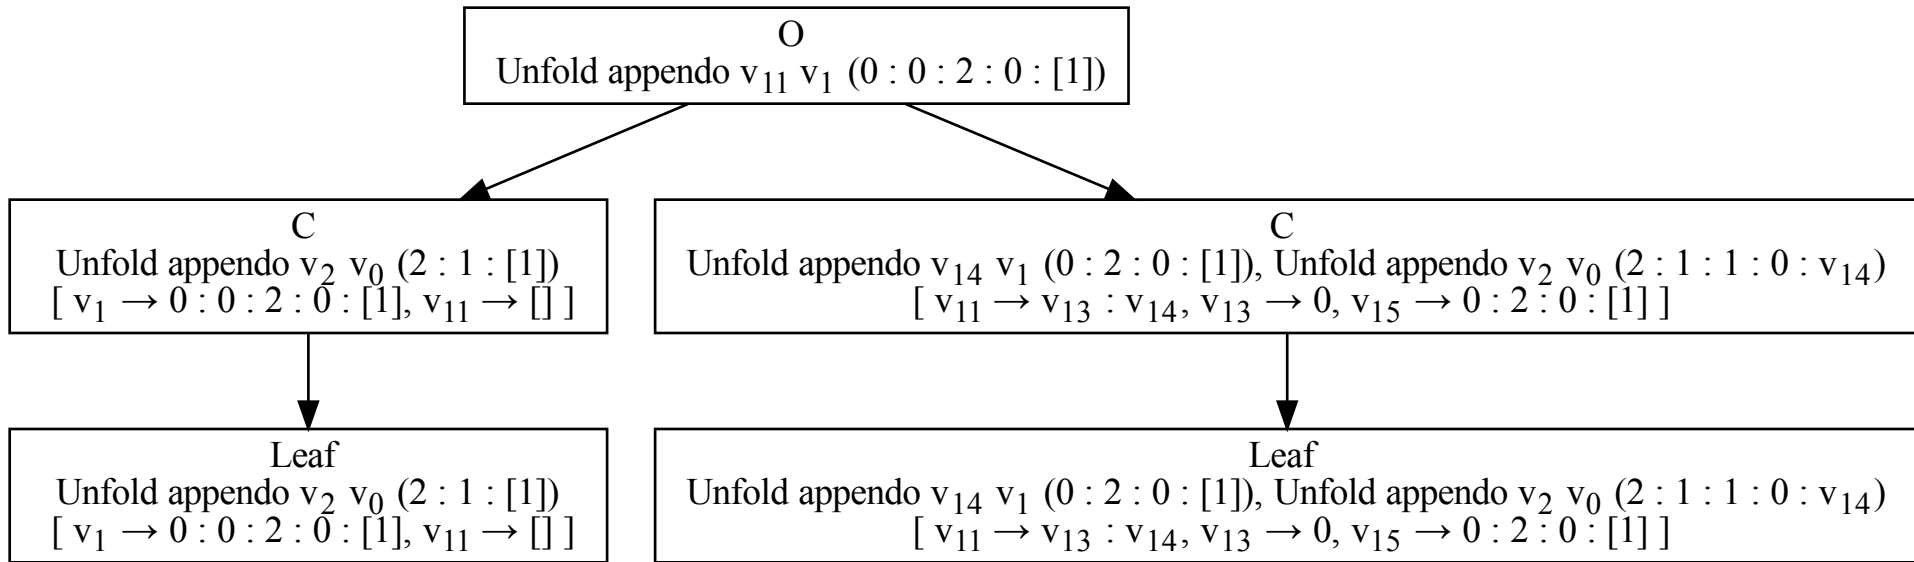 O
Unfold appendo v₁₁ v₁ (0 : 0 : 2 : 0 : [1])
C
Unfold appendo v₂ v₀ (2 : 1 : [1])
[ v₁ → 0 : 0 : 2 : 0 : [1], v₁₁ → [] ]
C
Unfold appendo v₁₄ v₁ (0 : 2 : 0 : [1]), Unfold appendo v₂ v₀ (2 : 1 : 1 : 0 : v₁₄)
[ v₁₁ → v₁₃ : v₁₄, v₁₃ → 0, v₁₅ → 0 : 2 : 0 : [1] ]
Leaf
Unfold appendo v₂ v₀ (2 : 1 : [1])
[ v₁ → 0 : 0 : 2 : 0 : [1], v₁₁ → [] ]
Leaf
Unfold appendo v₁₄ v₁ (0 : 2 : 0 : [1]), Unfold appendo v₂ v₀ (2 : 1 : 1 : 0 : v₁₄)
[ v₁₁ → v₁₃ : v₁₄, v₁₃ → 0, v₁₅ → 0 : 2 : 0 : [1] ]